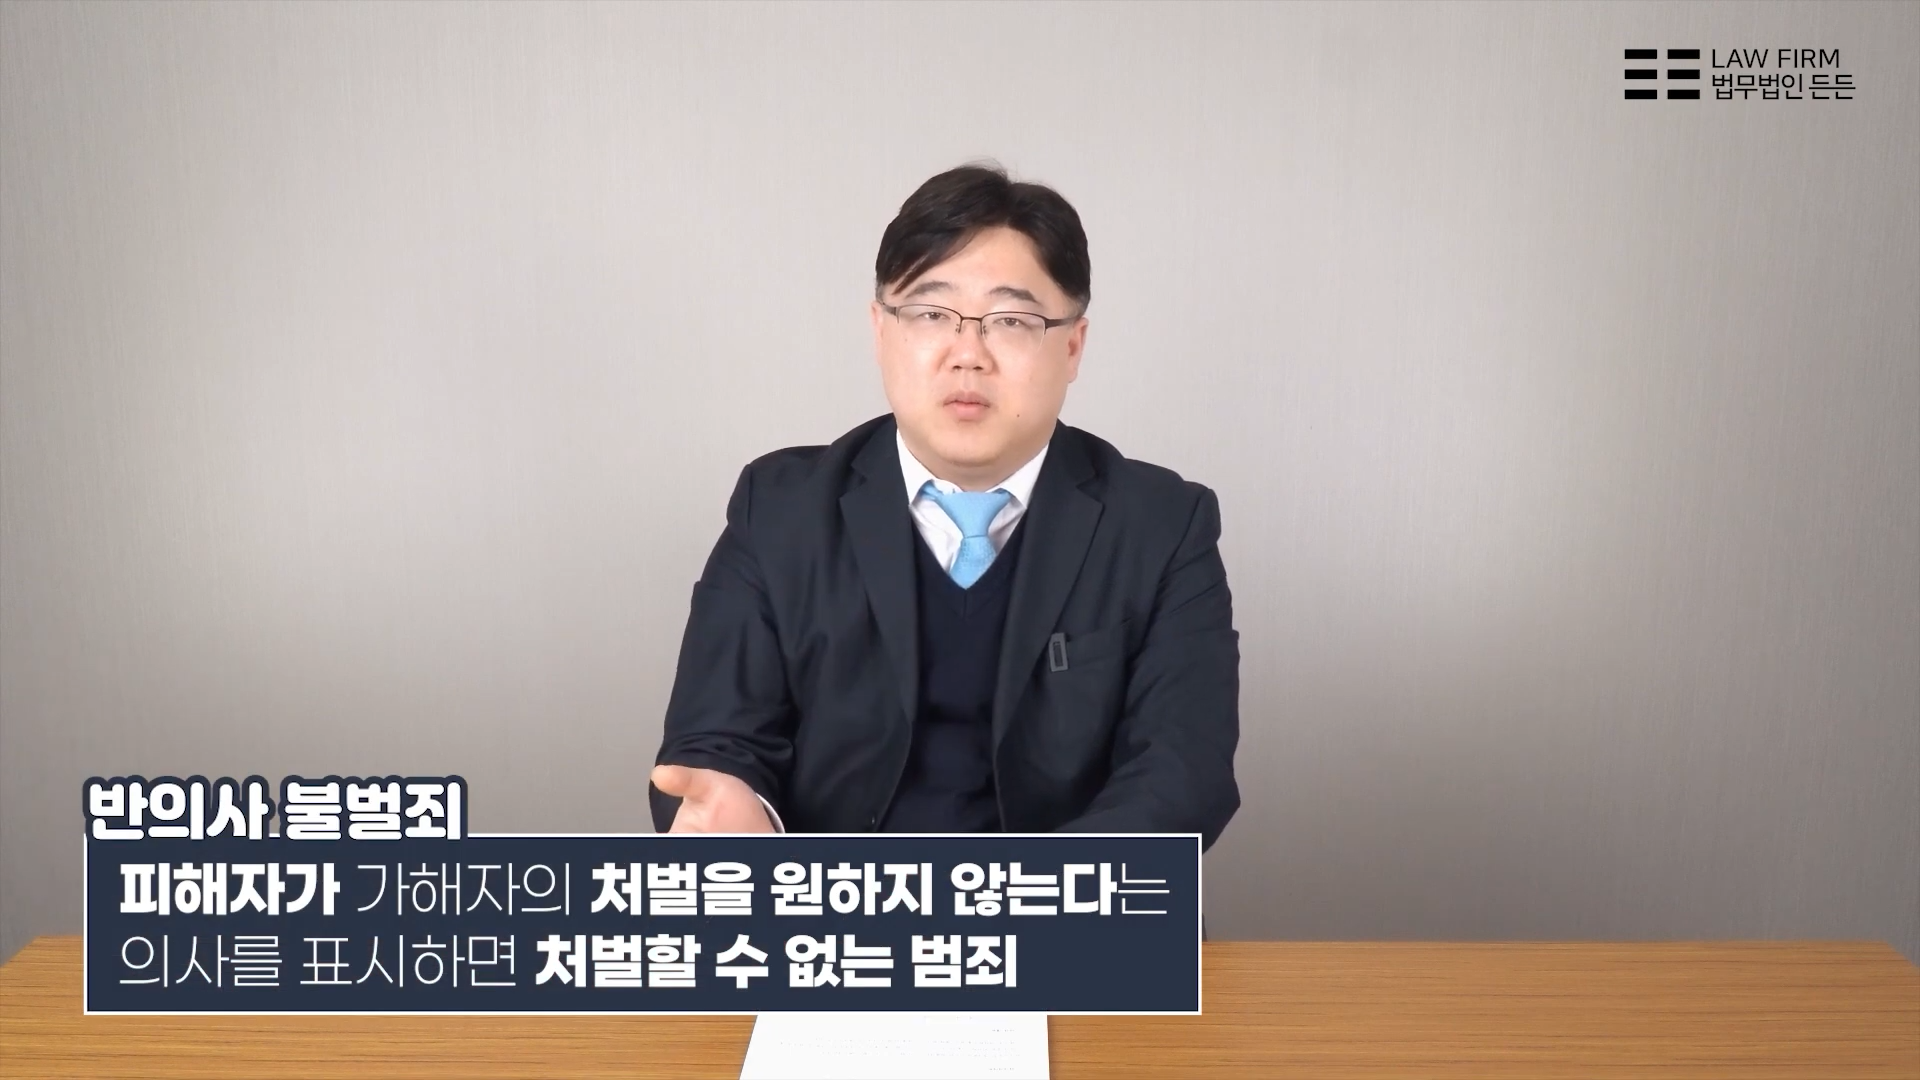 LAW FIRM
법무법인 든든
반의사 불벌죄
피해자가 가해자의 처벌을 원하지 않는다는
의사를 표시하면 처벌할 수 없는 범죄